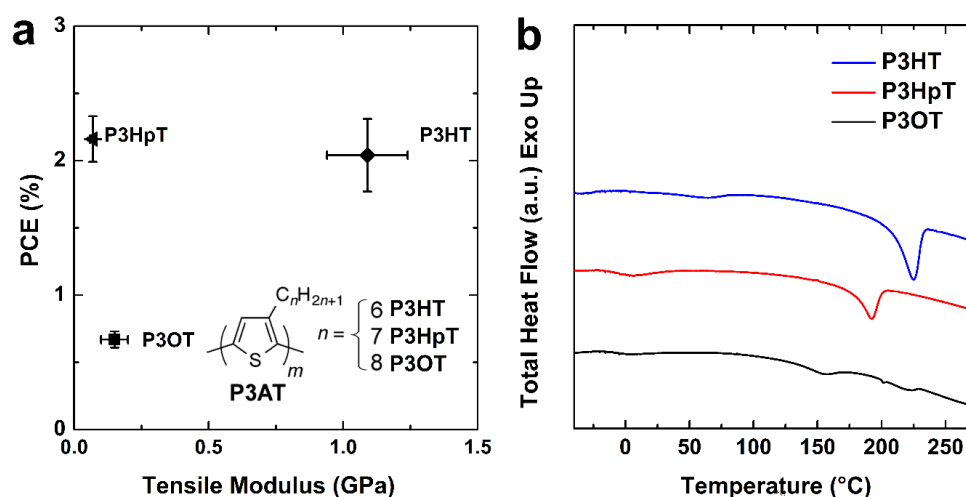 a
3
2
1
0
0.0
0.5
1.0
1.5
PCE (%)
Tensile Modulus (GPa)
P3HpT
P3HT
P3OT
CnH2n+1
S
m
P3AT
n =
6 P3HT
7 P3HpT
8 P3OT
b
P3HT
P3HpT
P3OT
Total Heat Flow (a.u.) Exo Up
0 50 100 150 200 250
Temperature (°C)